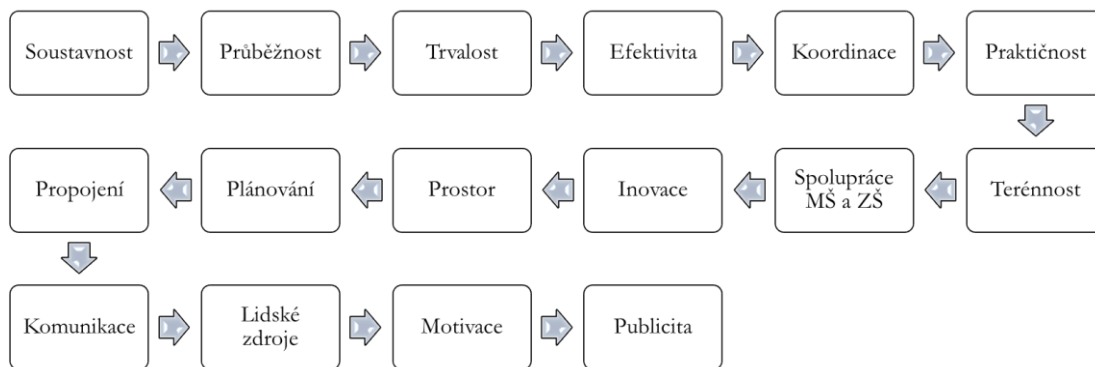 Soustavnost
Průběžnost
Trvalost
Efektivita
Koordinace
Praktičnost
Terénnost
Spolupráce
MŠ a ZŠ
Inovace
Prostor
Plánování
Propojení
Komunikace
Lidské
zdroje
Motivace
Publicita